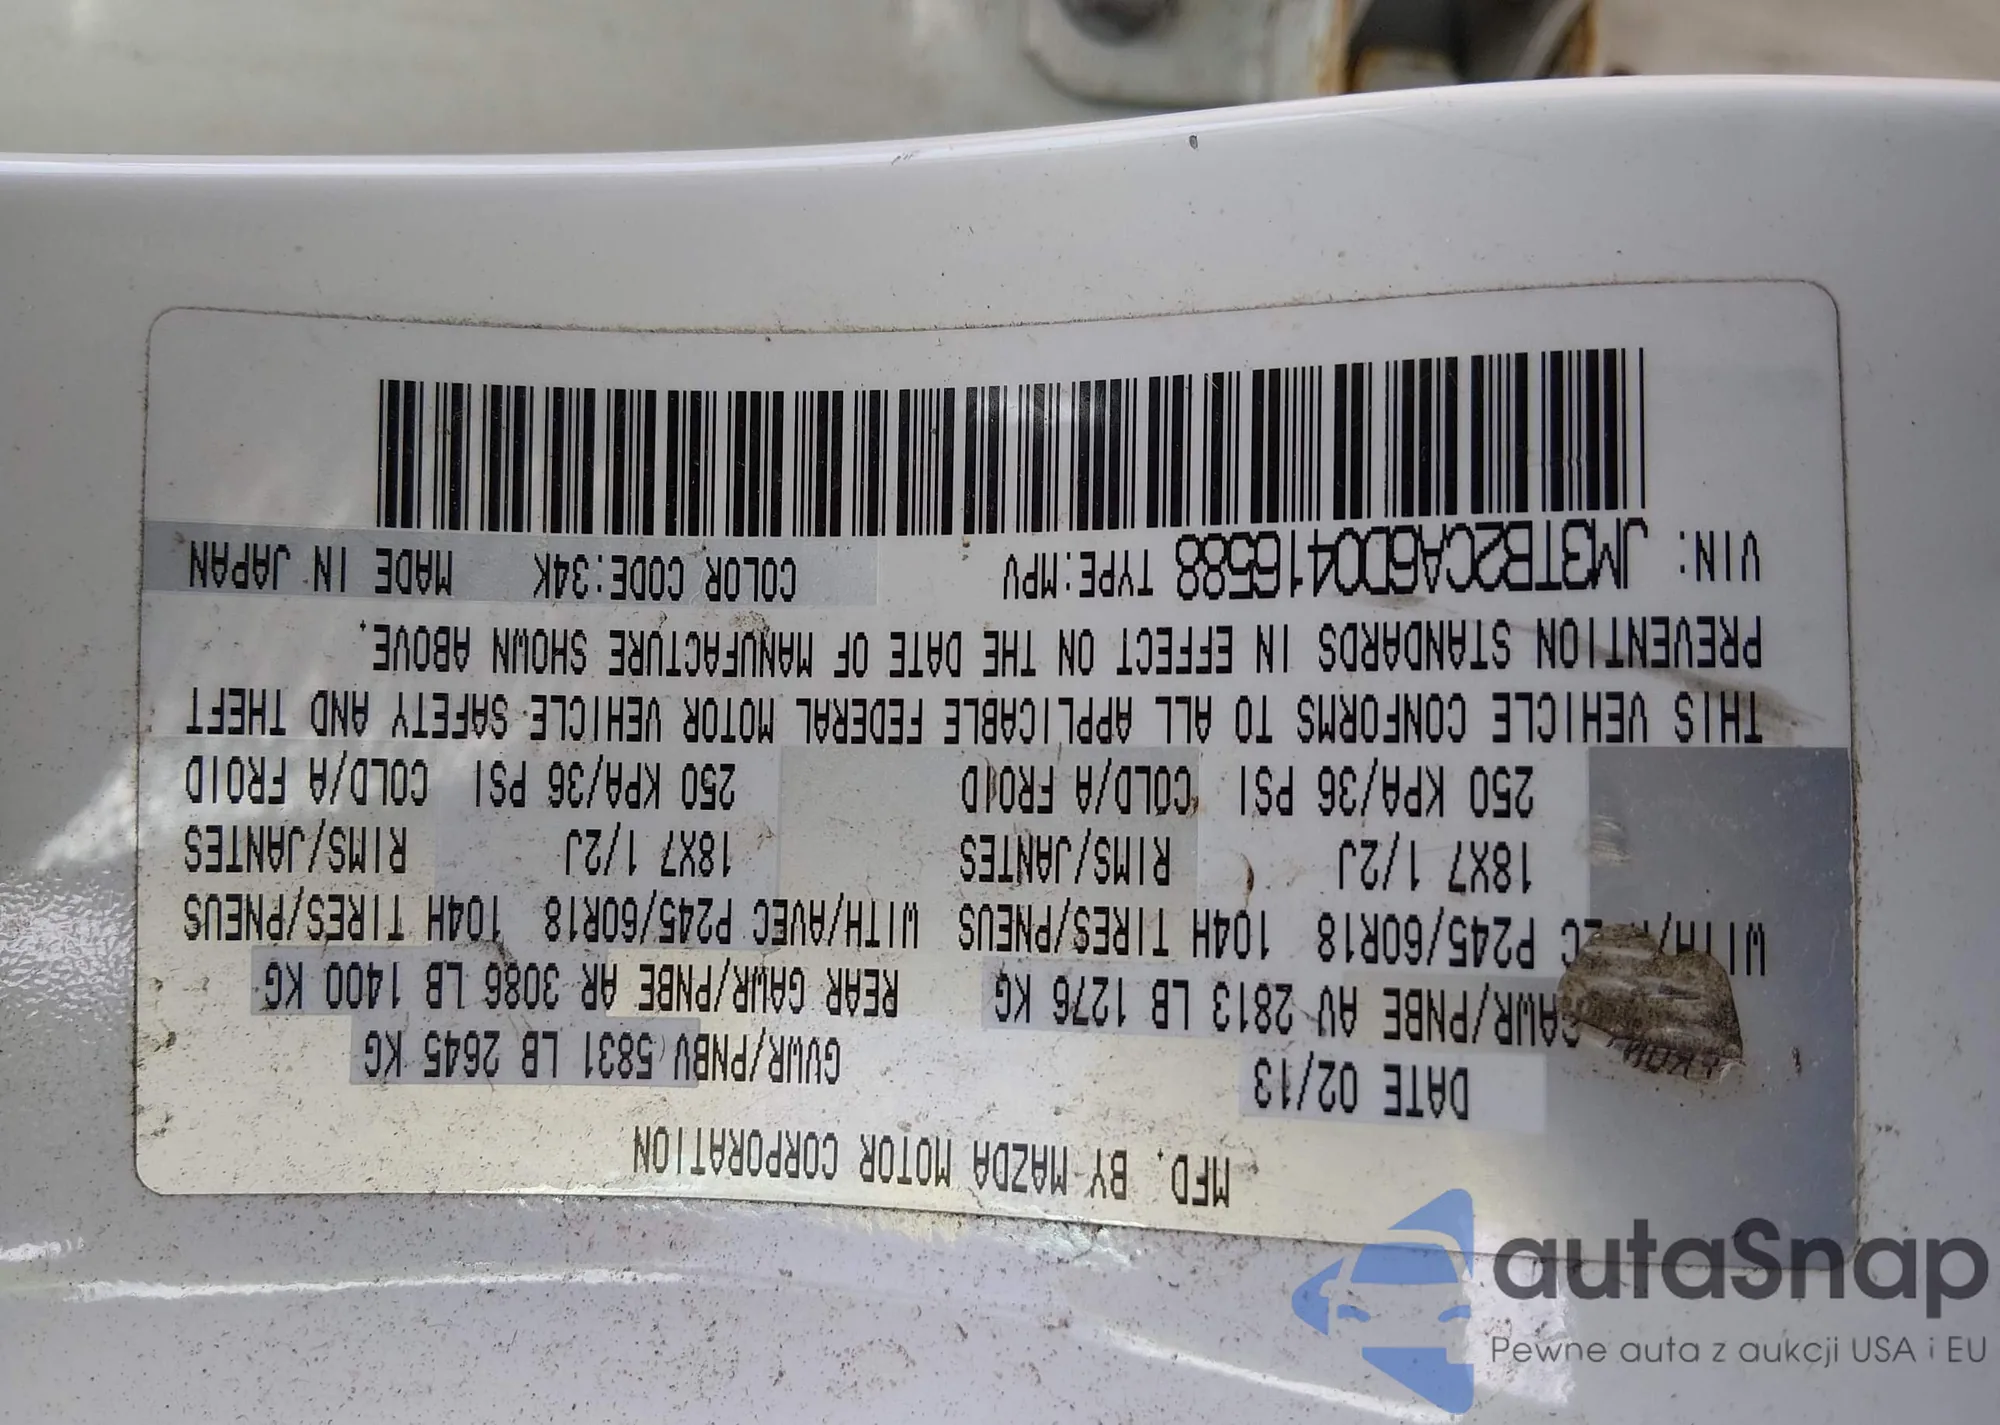 MFD. BY MAZDA MOTOR CORPORATION
DATE 02/13 GVWR/PNBV 5831 LB 2645 KG
GAWR/PNBE AV 2813 LB 1276 KG REAR GAWR/PNBE AR 3086 LB 1400 KG
P245/60R18 104H TIRES/PNEUS WITH/AVEC P245/60R18 104H TIRES/PNEUS
18X7 1/2J RIMS/JANTES 18X7 1/2J RIMS/JANTES
250 KPA/36 PSI COLD/A FROID 250 KPA/36 PSI COLD/A FROID
THIS VEHICLE CONFORMS TO ALL APPLICABLE FEDERAL MOTOR VEHICLE SAFETY AND THEFT
PREVENTION STANDARDS IN EFFECT ON THE DATE OF MANUFACTURE SHOWN ABOVE.
VIN: JM3TB2CA6D0416588 TYPE:MPV COLOR CODE:34K MADE IN JAPAN
autaSnap
Pewne auta z aukcji USA i EU